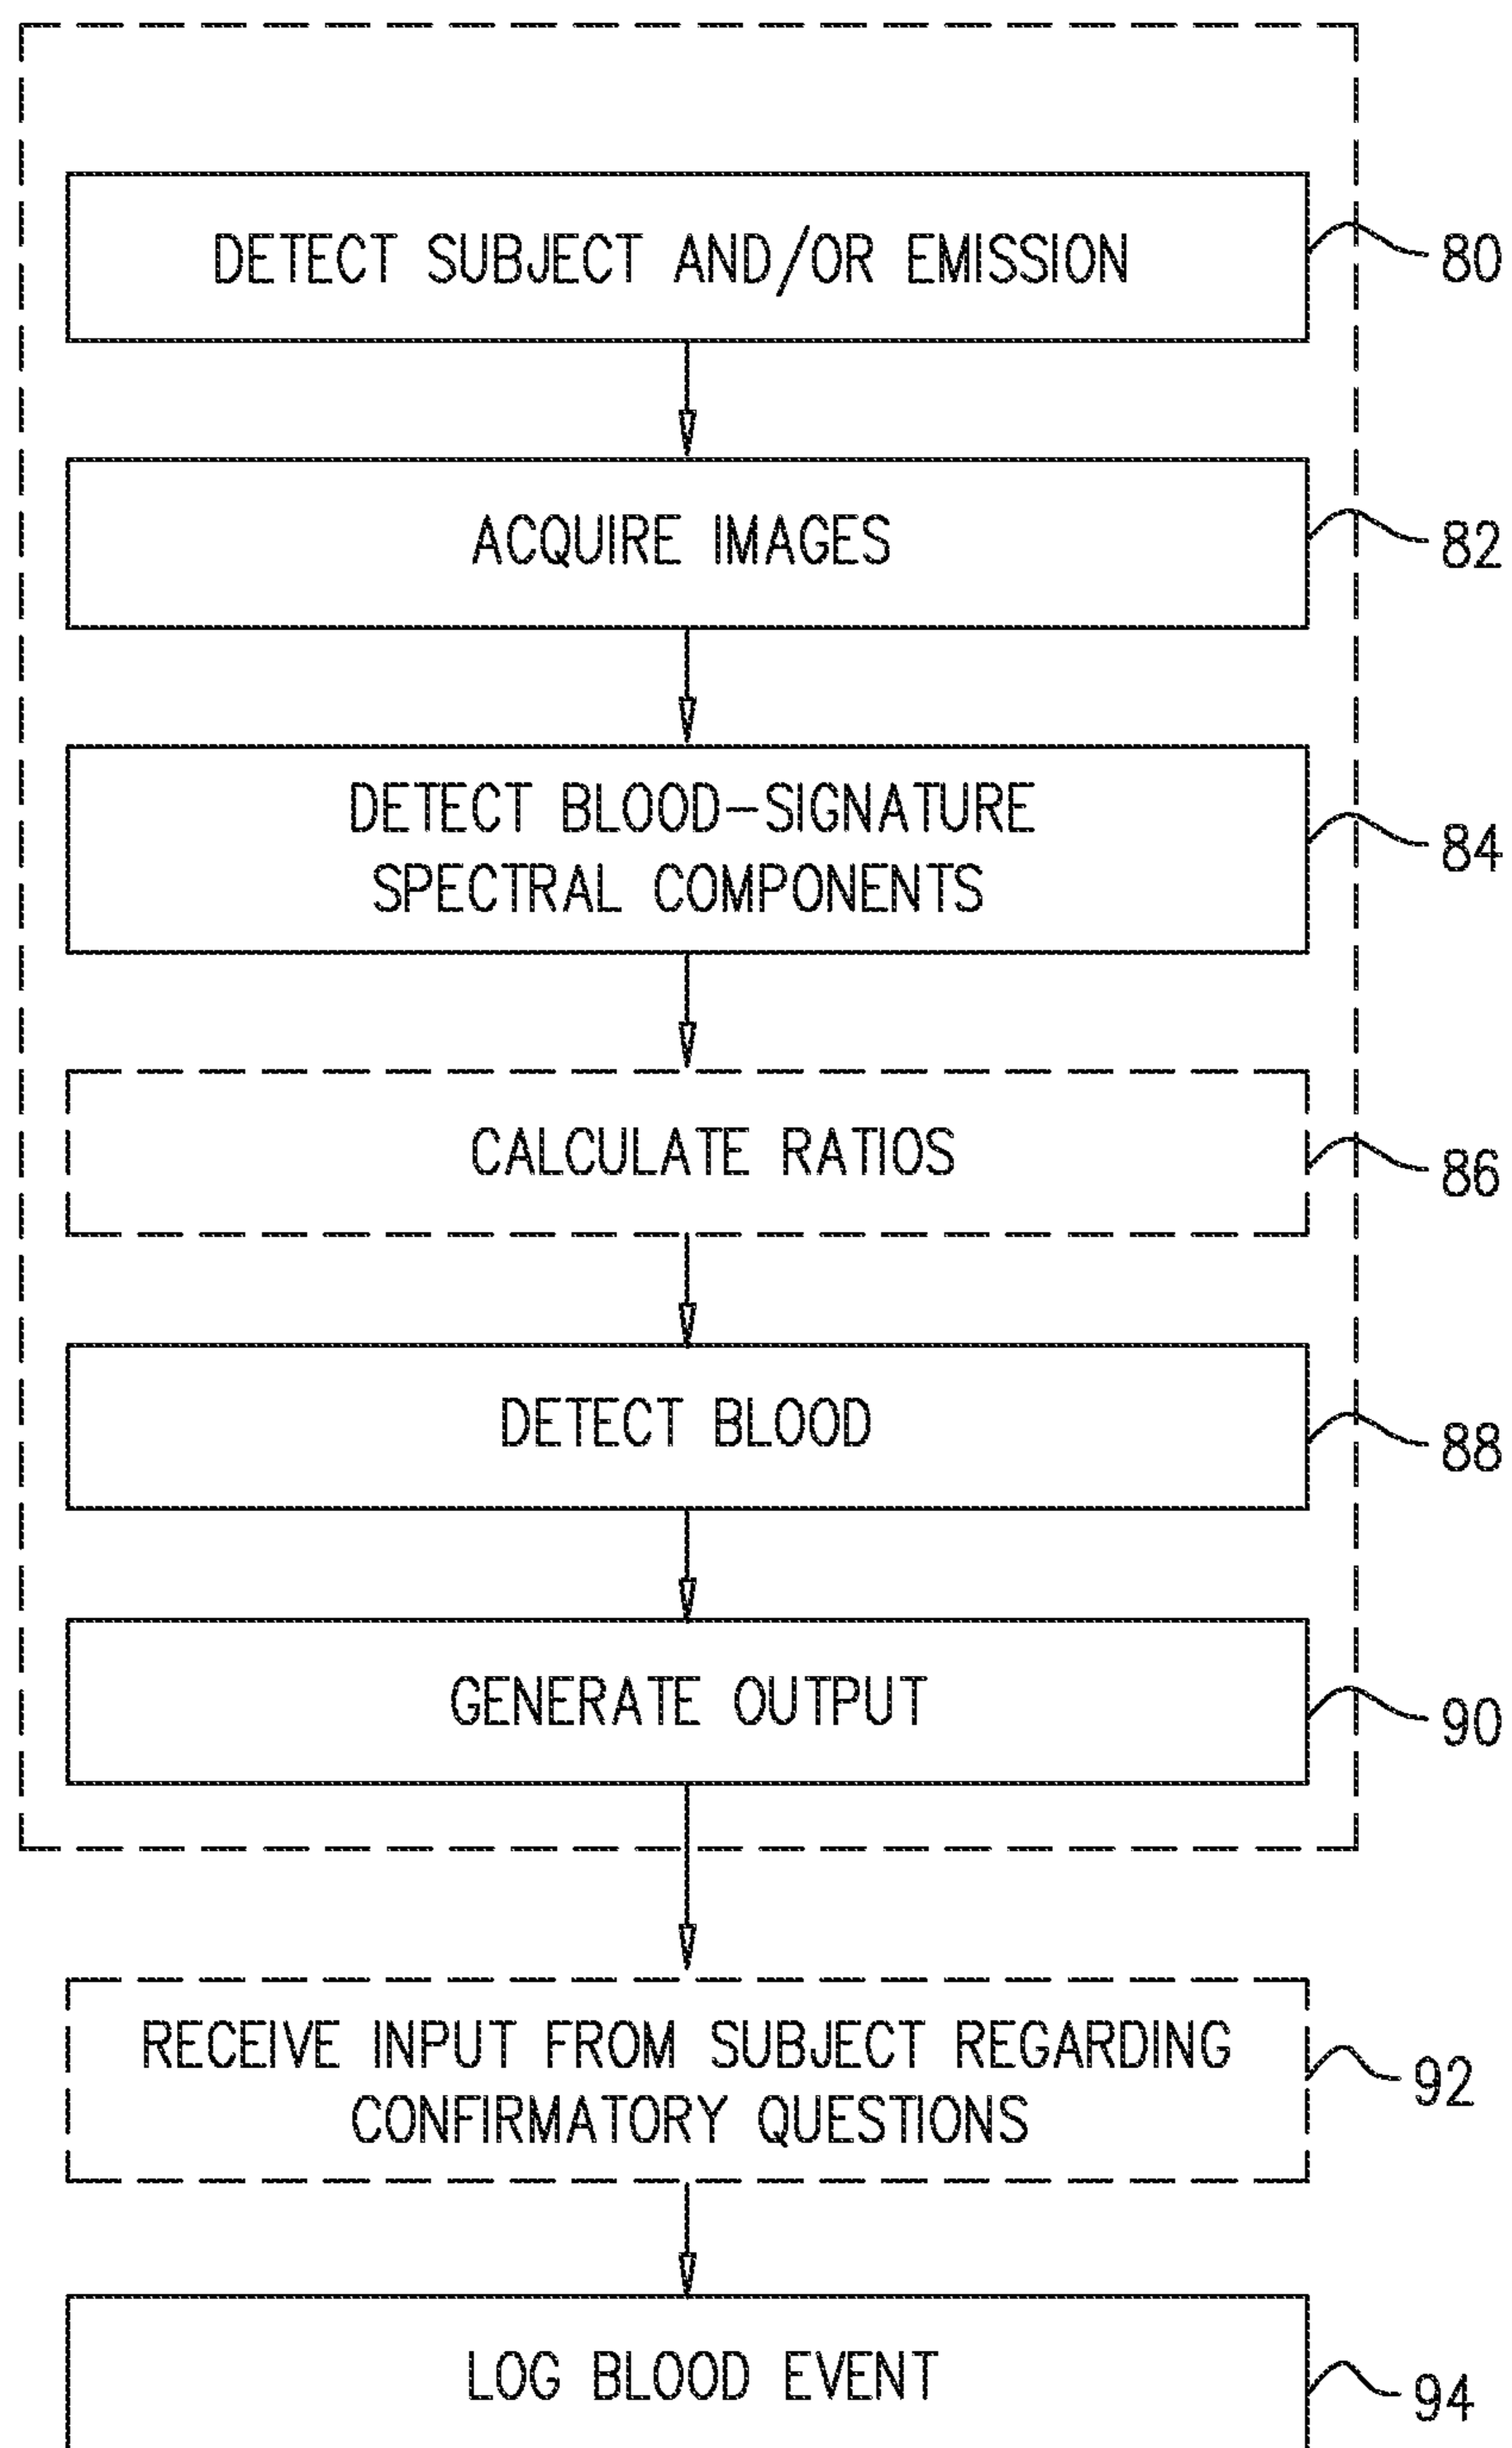 DETECT SUBJECT AND/OR EMISSION
80
ACQUIRE IMAGES
82
DETECT BLOOD-SIGNATURE
SPECTRAL COMPONENTS
84
CALCULATE RATIOS
86
DETECT BLOOD
88
GENERATE OUTPUT
90
RECEIVE INPUT FROM SUBJECT REGARDING
CONFIRMATORY QUESTIONS
92
LOG BLOOD EVENT
94